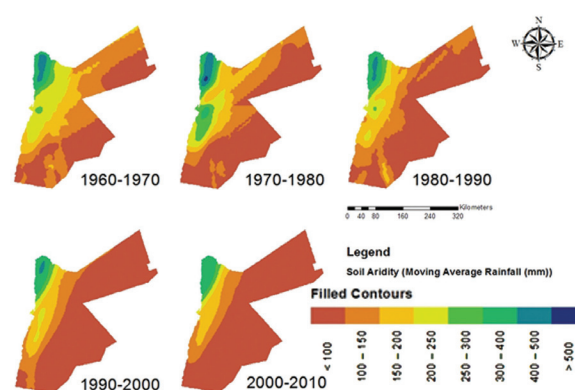 N
W E
S
1960-1970
1970-1980
1980-1990
Kilometers
0 20 40 80 160 240 320
1990-2000
2000-2010
Legend
Soil Aridity (Moving Average Rainfall (mm))
Filled Contours
< 100
100 – 150
150 – 200
200 – 250
250 – 300
300 – 400
400 – 500
> 500